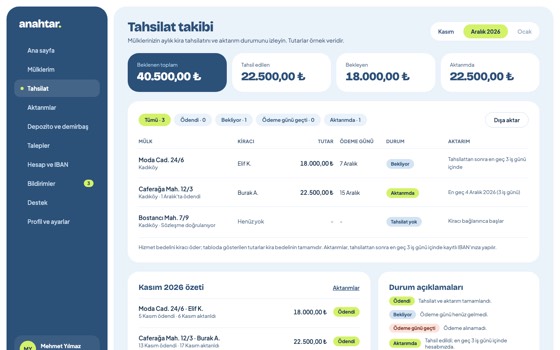 anahtar.
Ana sayfa
Mülklerim
Tahsilat
Aktarımlar
Depozito ve demirbaş
Talepler
Hesap ve IBAN
Bildirimler 3
Destek
Profil ve ayarlar
MY Mehmet Yılmaz
Tahsilat takibi
Mülklerinizin aylık kira tahsilatını ve aktarım durumunu izleyin. Tutarlar örnek veridir.
Kasım Aralık 2026 Ocak
Beklenen toplam
40.500,00 ₺
Tahsil edilen
22.500,00 ₺
Bekleyen
18.000,00 ₺
Aktarımda
22.500,00 ₺
Tümü · 3 Ödendi · 0 Bekliyor · 1 Ödeme günü geçti · 0 Aktarımda · 1 Dışa aktar
MÜLK KİRACI TUTAR ÖDEME GÜNÜ DURUM AKTARIM
Moda Cad. 24/6
Kadıköy
Elif K. 18.000,00 ₺ 7 Aralık Bekliyor
Tahsilattan sonra en geç 3 iş günü
içinde
Caferağa Mah. 12/3
Kadıköy · 1 Aralık'ta ödendi
Burak A. 22.500,00 ₺ 15 Aralık Aktarımda En geç 4 Aralık 2026 (3 iş günü)
Bostancı Mah. 7/9
Kadıköy · Sözleşme doğrulanıyor
Henüz yok – – Tahsilat yok Kiracı bağlanınca başlar
Hizmet bedelini kiracı öder; tabloda gösterilen tutarlar kira bedelinin tamamıdır. Aktarımlar, tahsilattan sonra en geç 3 iş günü içinde kayıtlı IBAN'ınıza yapılır.
Kasım 2026 özeti Aktarımlar
Moda Cad. 24/6 · Elif K.
5 Kasım ödendi · 6 Kasım aktarıldı
18.000,00 ₺ Ödendi
Caferağa Mah. 12/3 · Burak A.
13 Kasım ödendi · 17 Kasım aktarıldı
22.500,00 ₺ Ödendi
Durum açıklamaları
Ödendi Tahsilat ve aktarım tamamlandı.
Bekliyor Ödeme günü henüz gelmedi.
Ödeme günü geçti Ödeme alınamadı.
Aktarımda Tahsil edildi; en geç 3 iş günü içinde
hesabınızda.